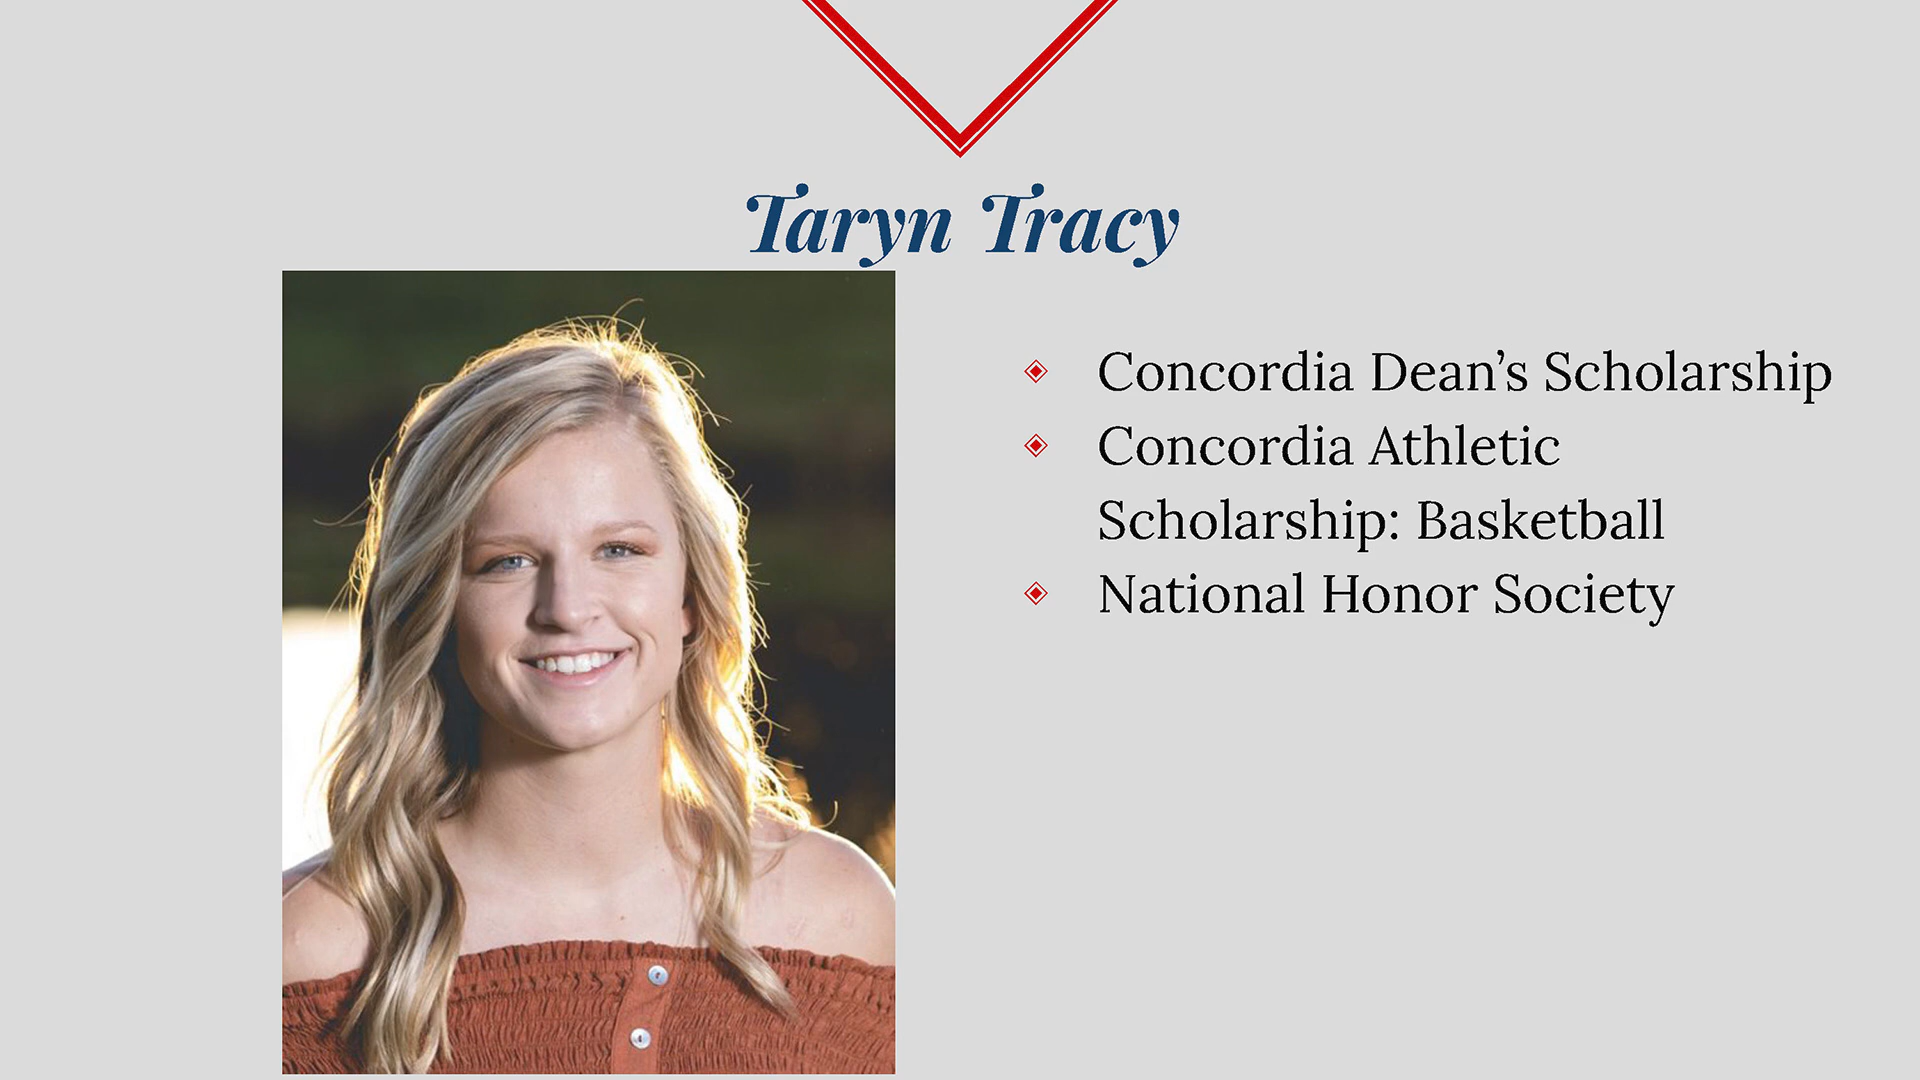 Taryn Tracy
Concordia Dean’s Scholarship
Concordia Athletic
Scholarship: Basketball
National Honor Society